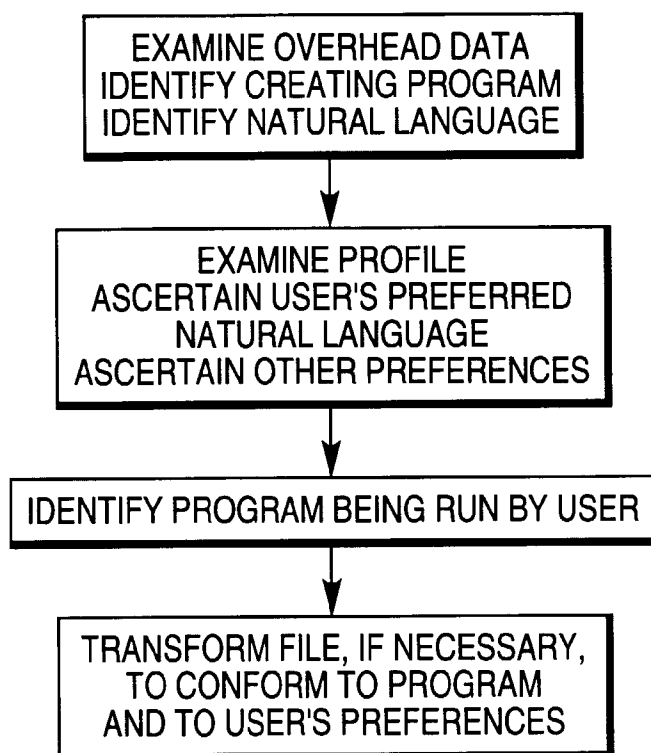 EXAMINE OVERHEAD DATA
IDENTIFY CREATING PROGRAM
IDENTIFY NATURAL LANGUAGE
EXAMINE PROFILE
ASCERTAIN USER'S PREFERRED
NATURAL LANGUAGE
ASCERTAIN OTHER PREFERENCES
IDENTIFY PROGRAM BEING RUN BY USER
TRANSFORM FILE, IF NECESSARY,
TO CONFORM TO PROGRAM
AND TO USER'S PREFERENCES